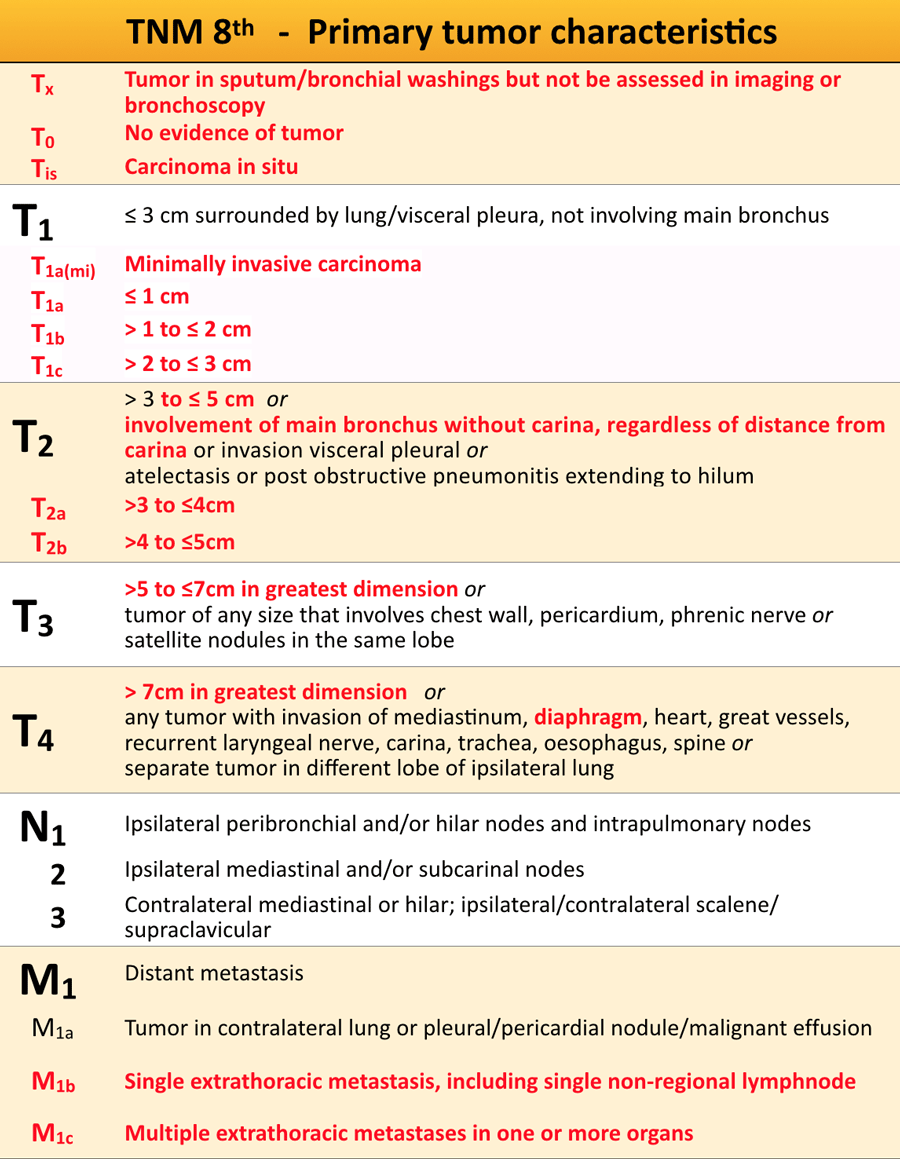 TNM 8th - Primary tumor characteristics
Tx Tumor in sputum/bronchial washings but not be assessed in imaging or
bronchoscopy
T0 No evidence of tumor
Tis Carcinoma in situ
T1 ≤ 3 cm surrounded by lung/visceral pleura, not involving main bronchus
T1a(mi) Minimally invasive carcinoma
T1a ≤ 1 cm
T1b > 1 to ≤ 2 cm
T1c > 2 to ≤ 3 cm
> 3 to ≤ 5 cm or
involvement of main bronchus without carina, regardless of distance from
T2 carina or invasion visceral pleural or
atelectasis or post obstructive pneumonitis extending to hilum
T2a >3 to ≤4cm
T2b >4 to ≤5cm
>5 to ≤7cm in greatest dimension or
T3 tumor of any size that involves chest wall, pericardium, phrenic nerve or
satellite nodules in the same lobe
> 7cm in greatest dimension or
any tumor with invasion of mediastinum, diaphragm, heart, great vessels,
T4 recurrent laryngeal nerve, carina, trachea, oesophagus, spine or
separate tumor in different lobe of ipsilateral lung
N1 Ipsilateral peribronchial and/or hilar nodes and intrapulmonary nodes
2 Ipsilateral mediastinal and/or subcarinal nodes
3 Contralateral mediastinal or hilar; ipsilateral/contralateral scalene/
supraclavicular
M1 Distant metastasis
M1a Tumor in contralateral lung or pleural/pericardial nodule/malignant effusion
M1b Single extrathoracic metastasis, including single non-regional lymphnode
M1c Multiple extrathoracic metastases in one or more organs